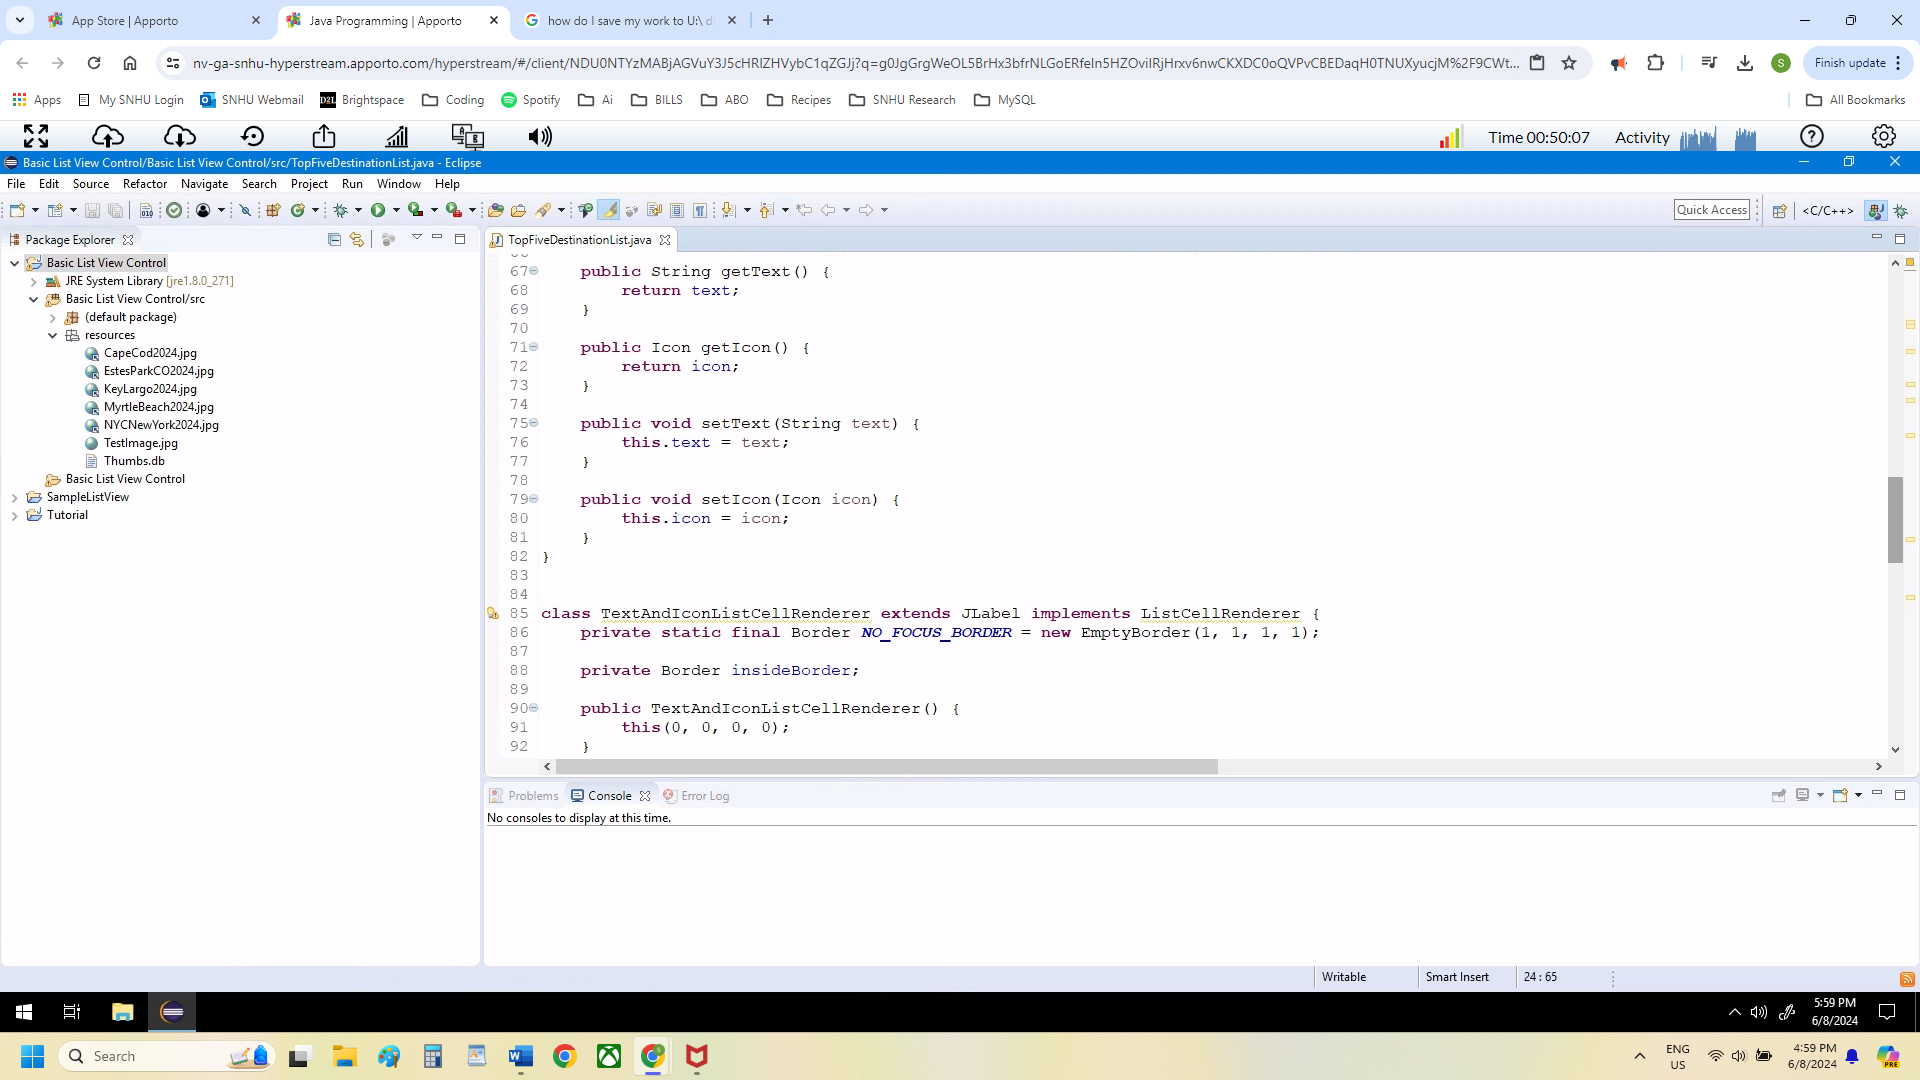 App Store | Apporto
Java Programming | Apporto
how do I save my work to U:\ d
nv-ga-snhu-hyperstream.apporto.com/hyperstream/#/client/NDU0NTYzMABjAGVuY3J5cHRlZHVybC1qZGJj?q=g0JgGrgWeOL5BrHx3bfrNLGoERfeIn5HZOvilRjHrxv6nwCKXDC0oQVPvCBEDaqH0TNUXyucjM%2F9CWt...
S
Finish update
Apps
My SNHU Login
SNHU Webmail
Brightspace
Coding
Spotify
Ai
BILLS
ABO
Recipes
SNHU Research
MySQL
All Bookmarks
Time 00:50:07
Activity
Basic List View Control/Basic List View Control/src/TopFiveDestinationList.java - Eclipse
File Edit Source Refactor Navigate Search Project Run Window Help
Quick Access
<C/C++>
Package Explorer
Basic List View Control
JRE System Library [jre1.8.0_271]
Basic List View Control/src
(default package)
resources
CapeCod2024.jpg
EstesParkCO2024.jpg
KeyLargo2024.jpg
MyrtleBeach2024.jpg
NYCNewYork2024.jpg
TestImage.jpg
Thumbs.db
Basic List View Control
SampleListView
Tutorial
TopFiveDestinationList.java
66
67 public String getText() {
68 return text;
69 }
70
71 public Icon getIcon() {
72 return icon;
73 }
74
75 public void setText(String text) {
76 this.text = text;
77 }
78
79 public void setIcon(Icon icon) {
80 this.icon = icon;
81 }
82 }
83
84
85 class TextAndIconListCellRenderer extends JLabel implements ListCellRenderer {
86 private static final Border NO_FOCUS_BORDER = new EmptyBorder(1, 1, 1, 1);
87
88 private Border insideBorder;
89
90 public TextAndIconListCellRenderer() {
91 this(0, 0, 0, 0);
92 }
Problems
Console
Error Log
No consoles to display at this time.
Writable
Smart Insert
24 : 65
5:59 PM
6/8/2024
Search
ENG
US
4:59 PM
6/8/2024
PRE